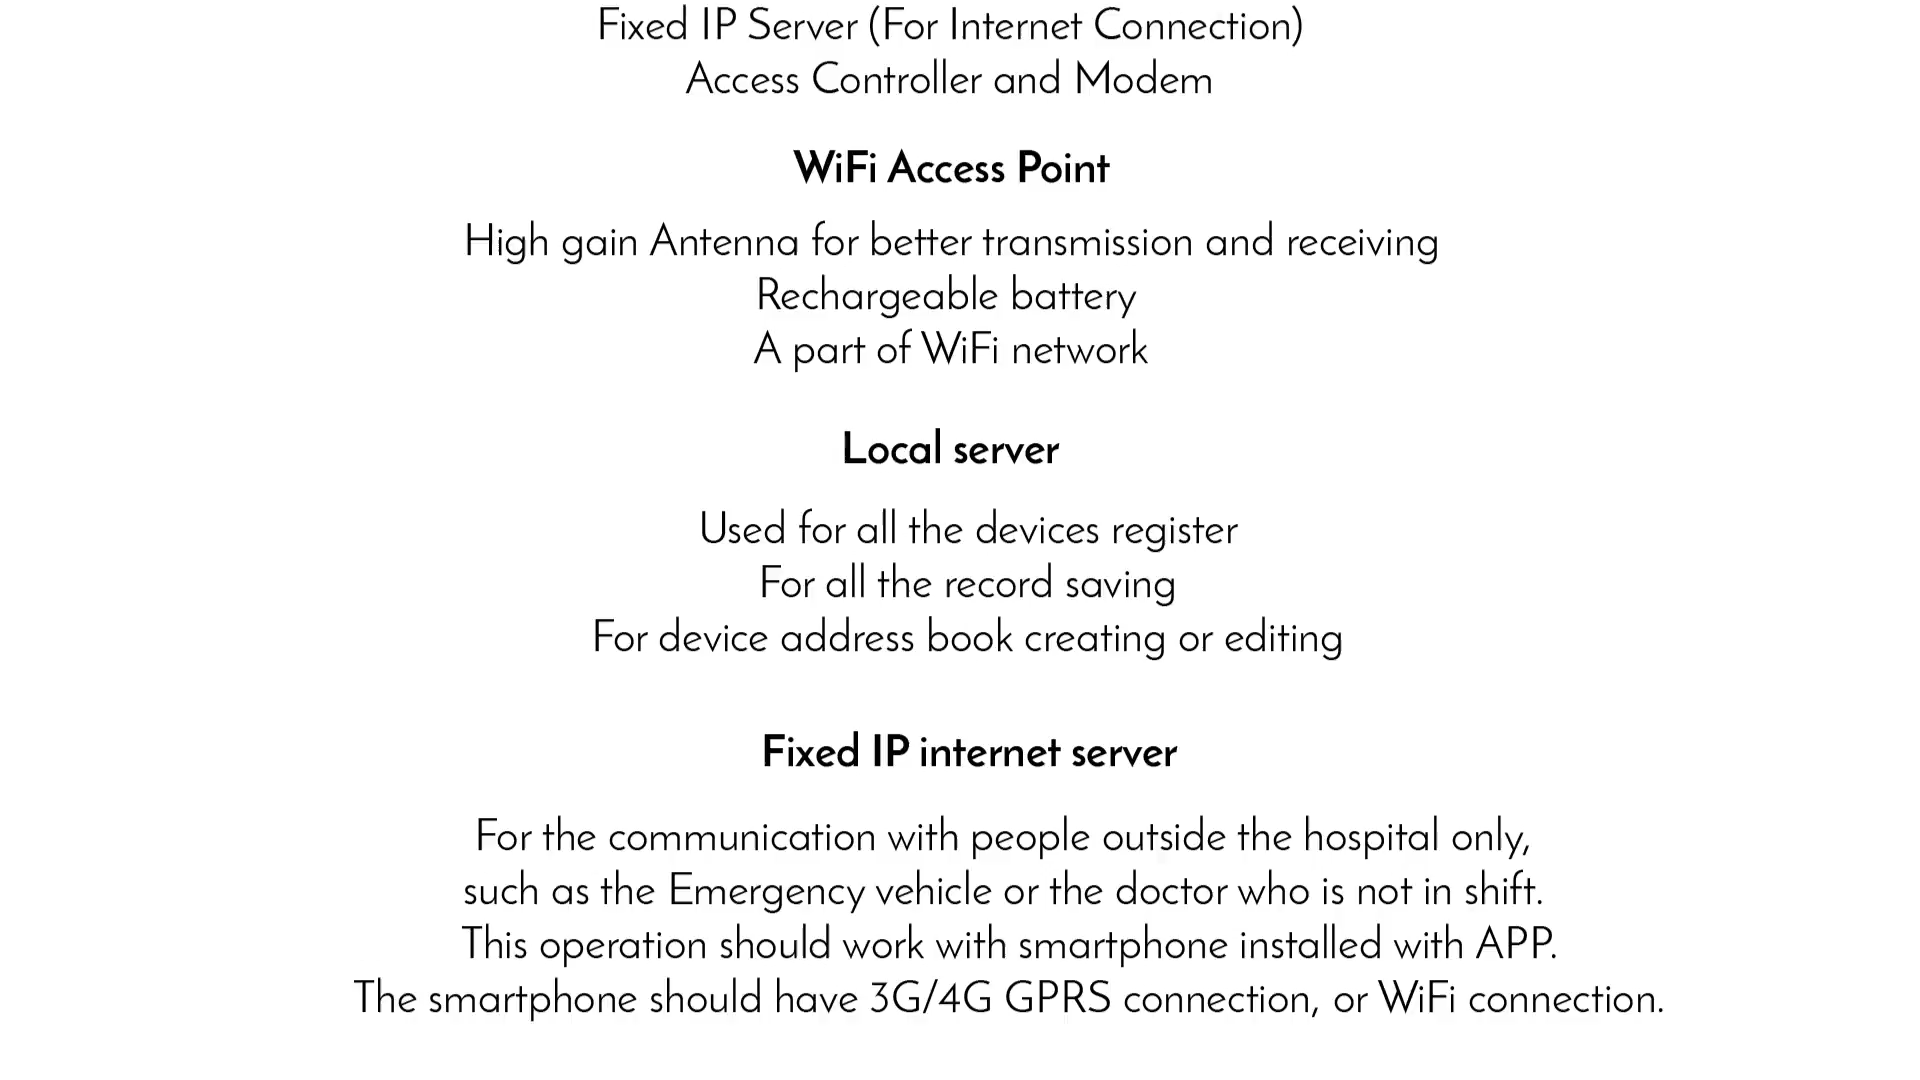 Fixed IP Server (For Internet Connection)
Access Controller and Modem
WiFi Access Point
High gain Antenna for better transmission and receiving
Rechargeable battery
A part of WiFi network
Local server
Used for all the devices register
For all the record saving
For device address book creating or editing
Fixed IP internet server
For the communication with people outside the hospital only,
such as the Emergency vehicle or the doctor who is not in shift.
This operation should work with smartphone installed with APP.
The smartphone should have 3G/4G GPRS connection, or WiFi connection.